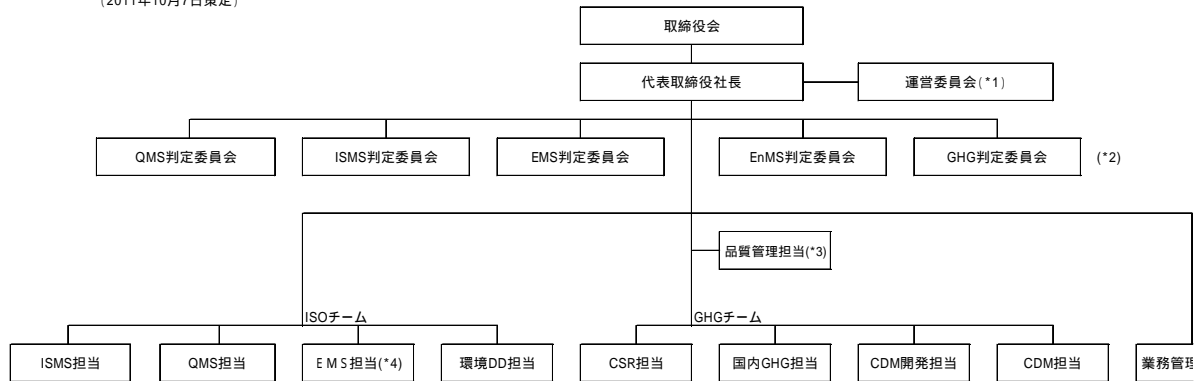 (2011年10月7日策定)
取締役会
代表取締役社長
運営委員会(*1)
QMS判定委員会
ISMS判定委員会
EMS判定委員会
EnMS判定委員会
GHG判定委員会
(*2)
品質管理担当(*3)
ISOチーム
GHGチーム
ISMS担当
QMS担当
EMS担当(*4)
環境DD担当
CSR担当
国内GHG担当
CDM開発担当
CDM担当
業務管理